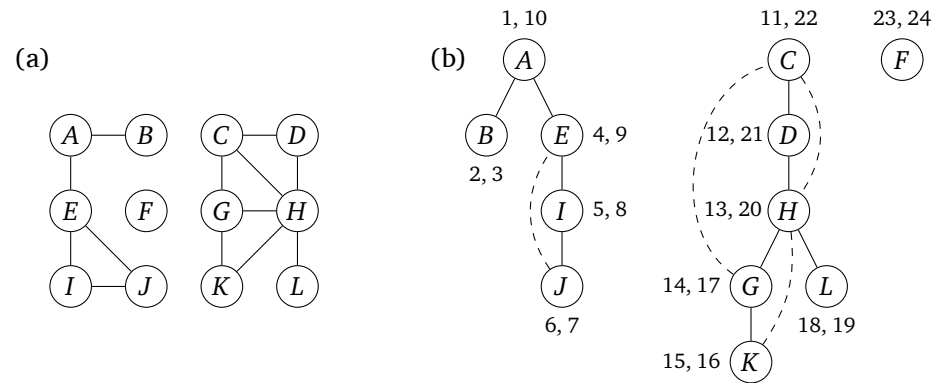 (a)
A B C D
E F G H
I J K L
(b)
1, 10 11, 22 23, 24
A C F
B E 4, 9 12, 21 D
2, 3
I 5, 8 13, 20 H
J 14, 17 G L
6, 7 18, 19
15, 16 K